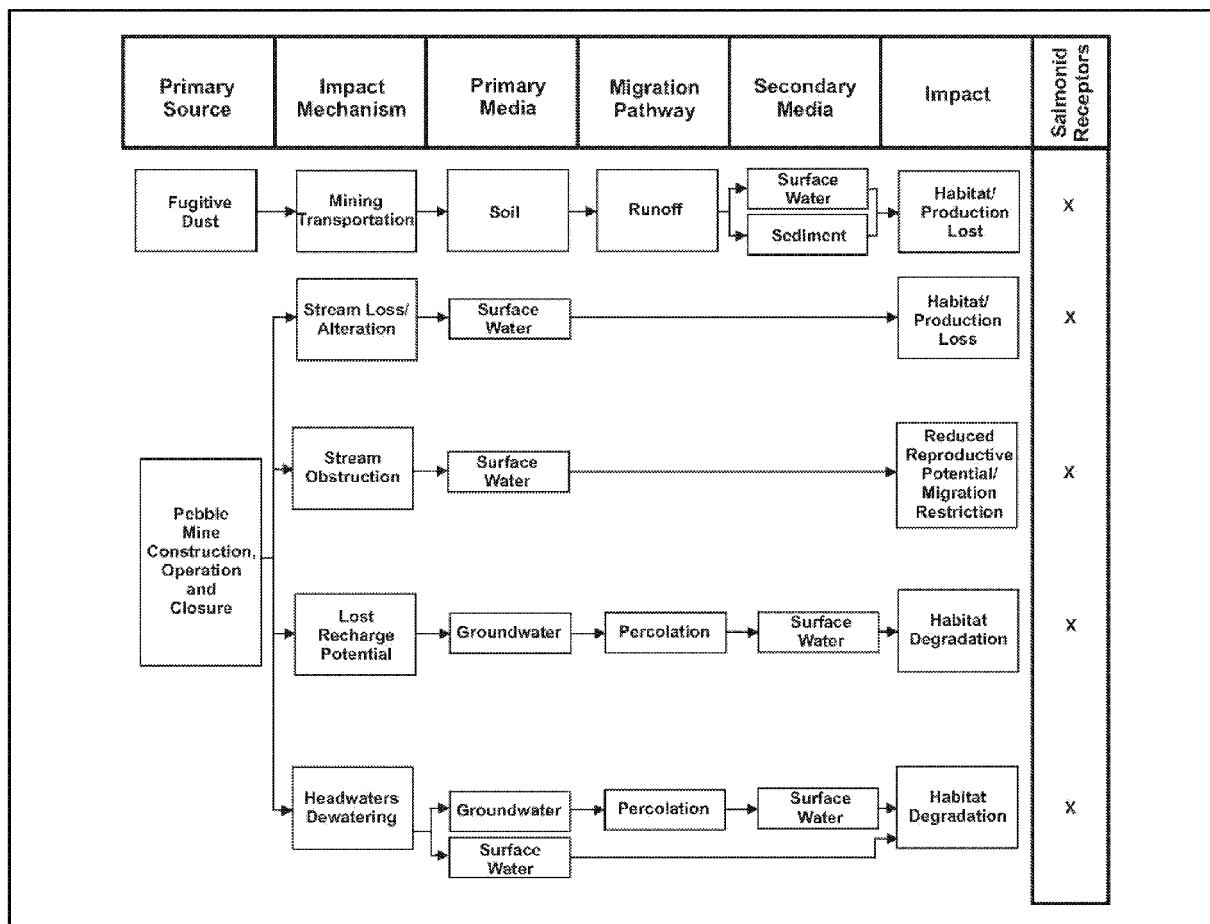 Primary
Source
Impact
Mechanism
Primary
Media
Migration
Pathway
Secondary
Media
Impact
Salmonid
Receptors
Fugitive
Dust
Mining
Transportation
Soil
Runoff
Surface
Water
Sediment
Habitat/
Production
Lost
X
Stream Loss/
Alteration
Surface
Water
Habitat/
Production
Loss
X
Stream
Obstruction
Surface
Water
Reduced
Reproductive
Potential/
Migration
Restriction
X
Pebble
Mine
Construction,
Operation
and
Closure
Lost
Recharge
Potential
Groundwater
Percolation
Surface
Water
Habitat
Degradation
X
Headwaters
Dewatering
Groundwater
Percolation
Surface
Water
Habitat
Degradation
X
Surface
Water